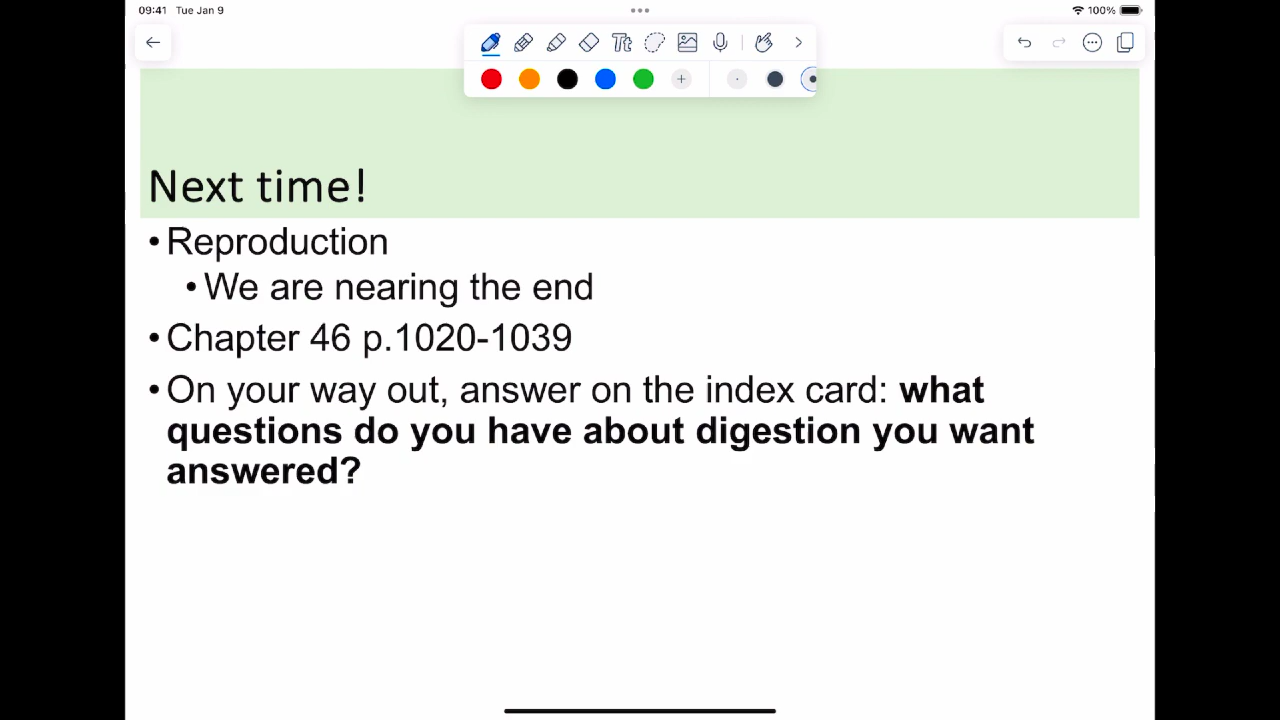 09:41 Tue Jan 9
100%
Tt
Next time!
• Reproduction
• We are nearing the end
• Chapter 46 p.1020-1039
• On your way out, answer on the index card: what
questions do you have about digestion you want
answered?